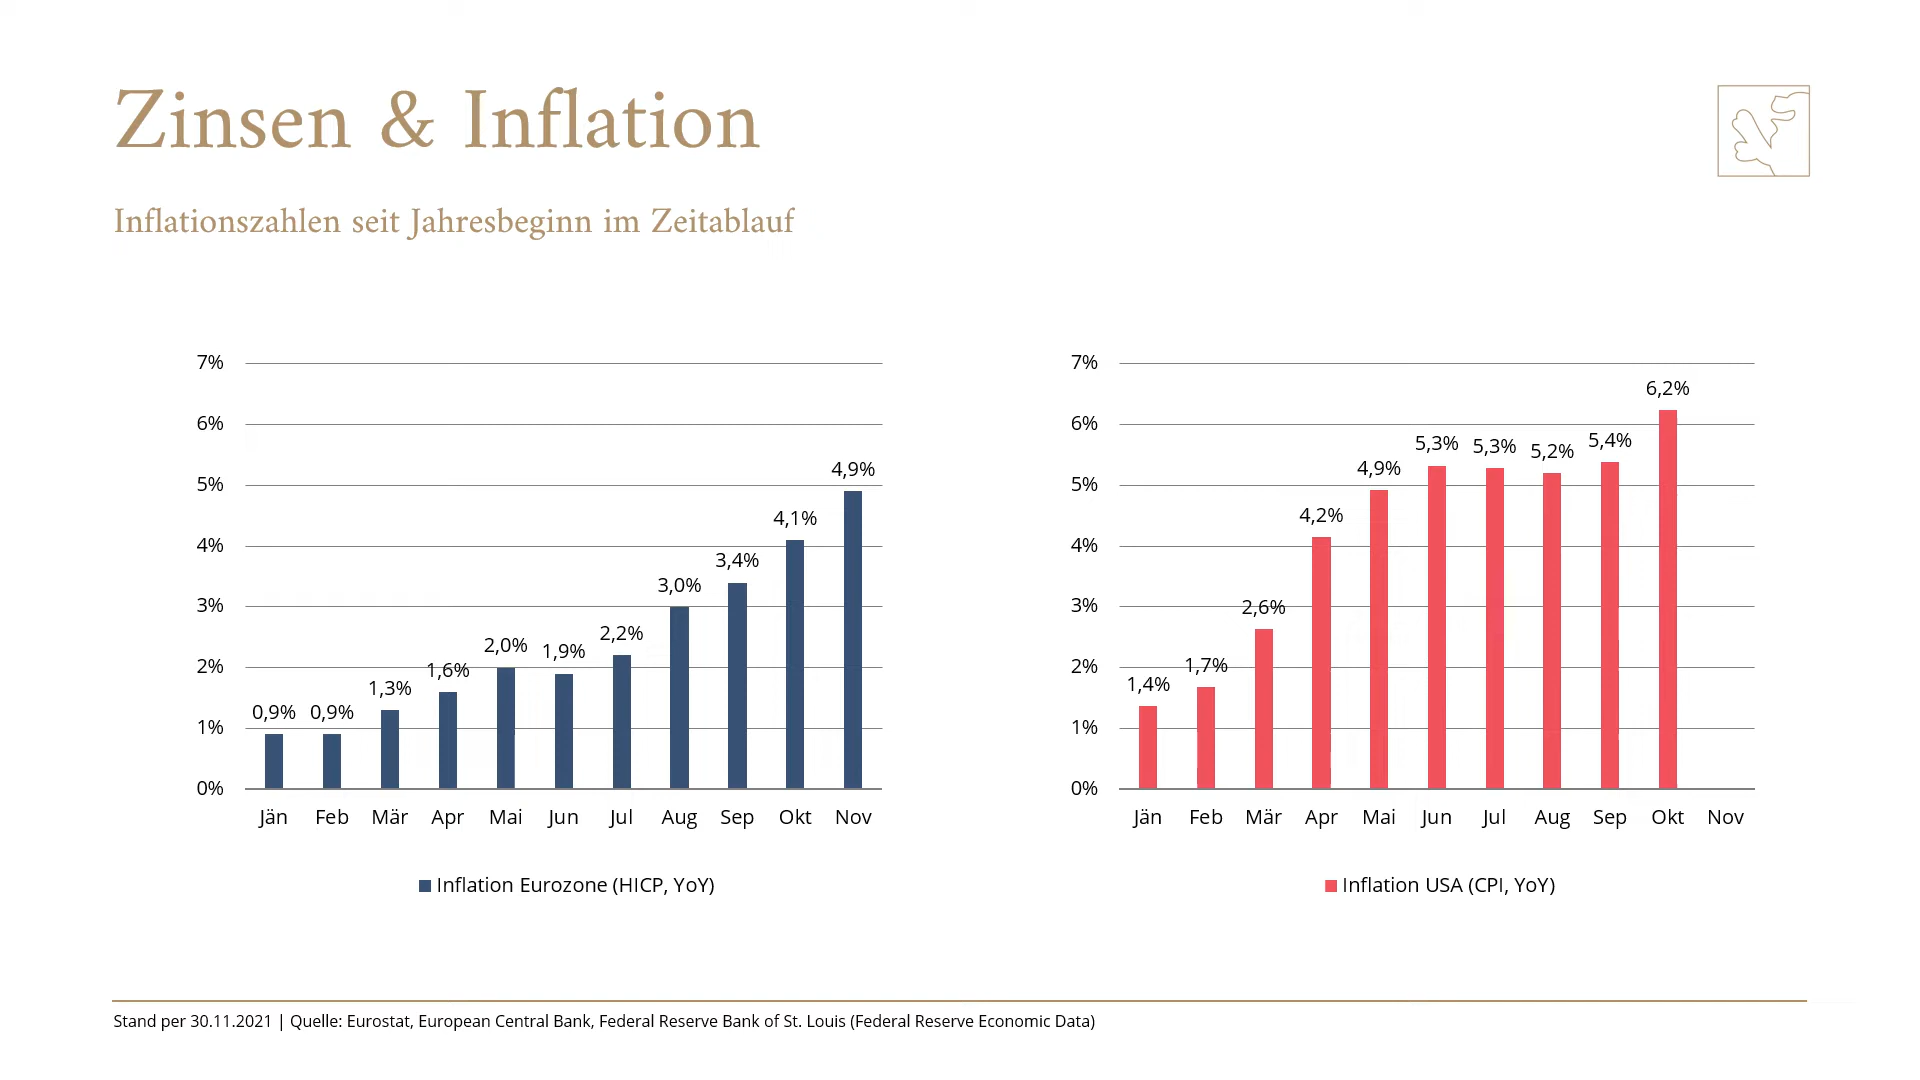 Zinsen & Inflation
Inflationszahlen seit Jahresbeginn im Zeitablauf
7%
6%
5%
4%
3%
2%
1%
0%
0,9% 0,9% 1,3% 1,6% 2,0% 1,9% 2,2% 3,0% 3,4% 4,1% 4,9%
Jän Feb Mär Apr Mai Jun Jul Aug Sep Okt Nov
Inflation Eurozone (HICP, YoY)
7%
6%
5%
4%
3%
2%
1%
0%
1,4% 1,7% 2,6% 4,2% 4,9% 5,3% 5,3% 5,2% 5,4% 6,2%
Jän Feb Mär Apr Mai Jun Jul Aug Sep Okt Nov
Inflation USA (CPI, YoY)
Stand per 30.11.2021 | Quelle: Eurostat, European Central Bank, Federal Reserve Bank of St. Louis (Federal Reserve Economic Data)